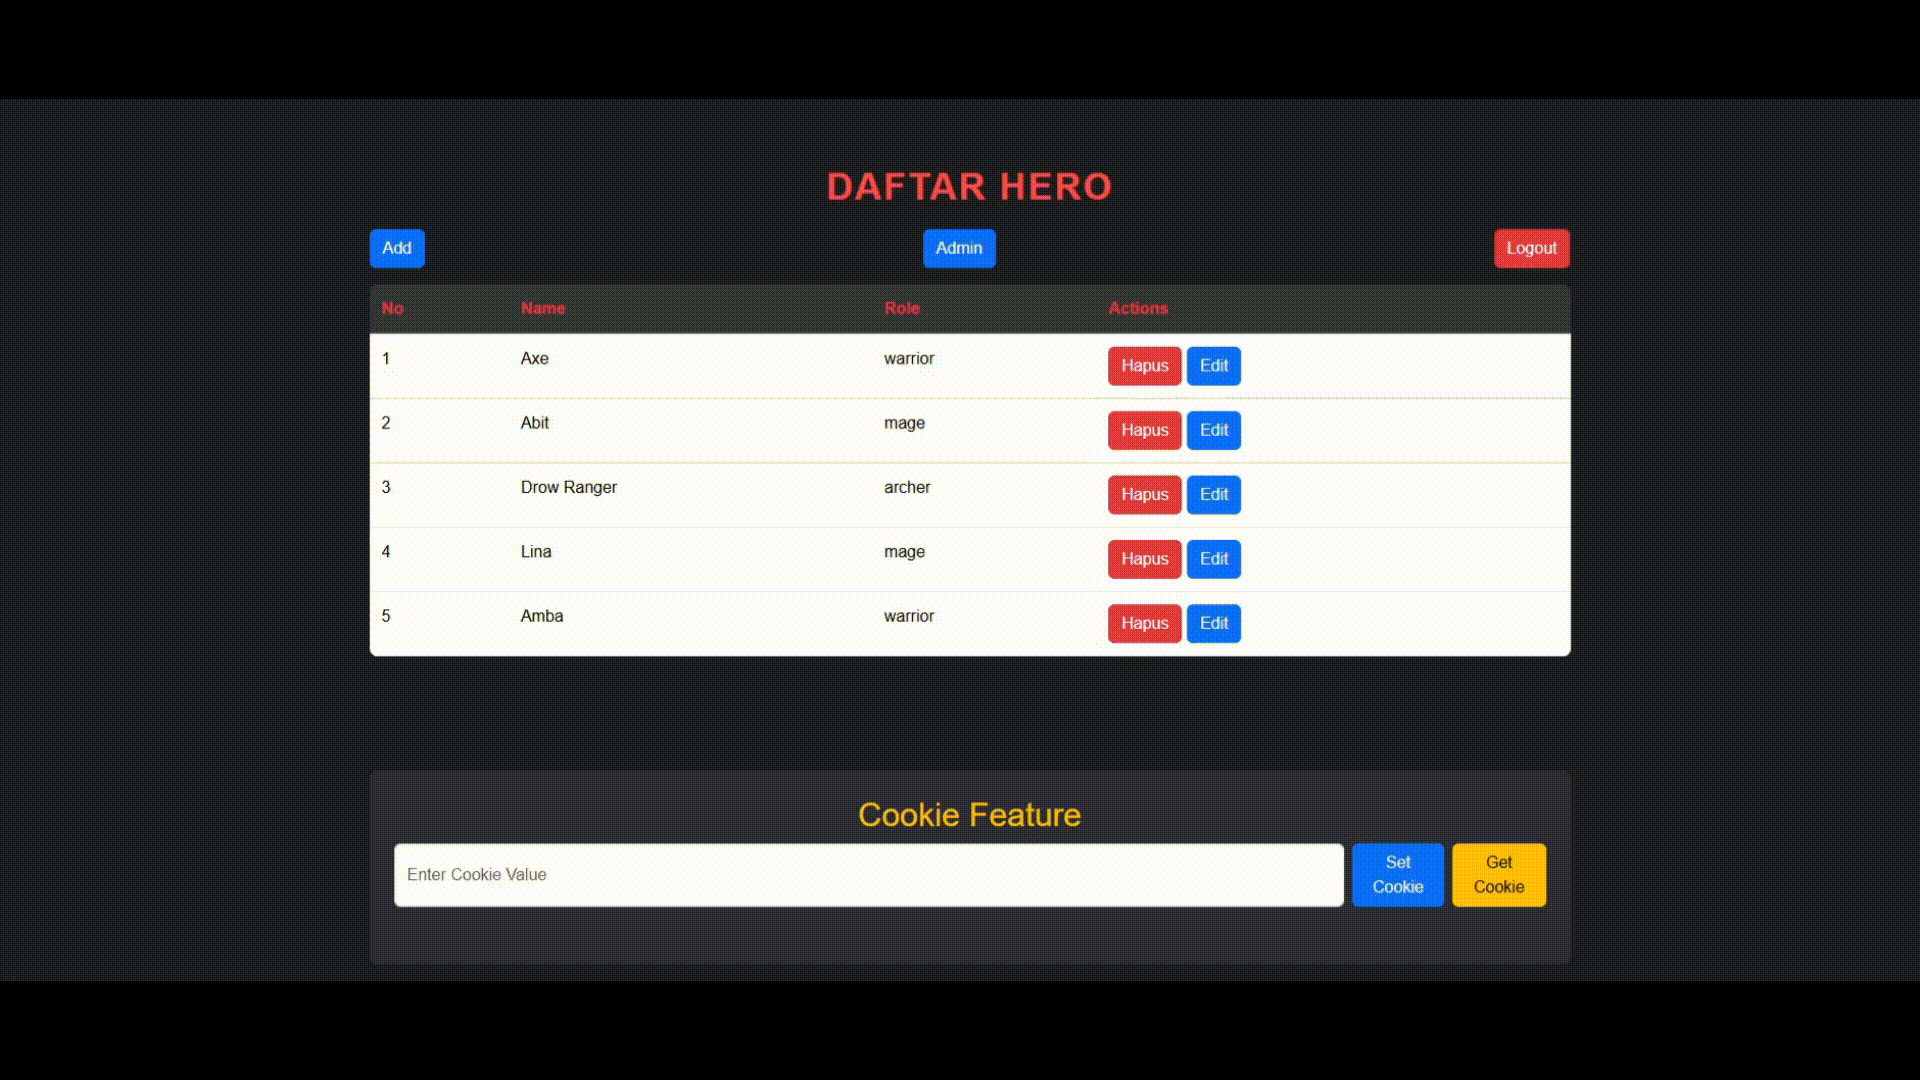 DAFTAR HERO
Add Admin Logout
No Name Role Actions
1 Axe warrior Hapus Edit
2 Abit mage Hapus Edit
3 Drow Ranger archer Hapus Edit
4 Lina mage Hapus Edit
5 Amba warrior Hapus Edit
Cookie Feature
Enter Cookie Value
Set
Cookie
Get
Cookie